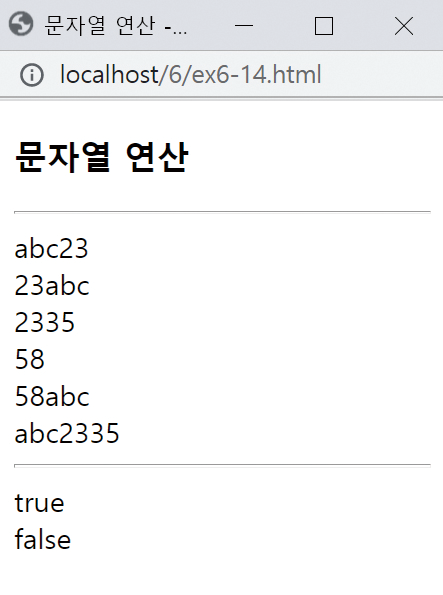 문자열 연산 -...
localhost/6/ex6-14.html
문자열 연산
abc23
23abc
2335
58
58abc
abc2335
true
false